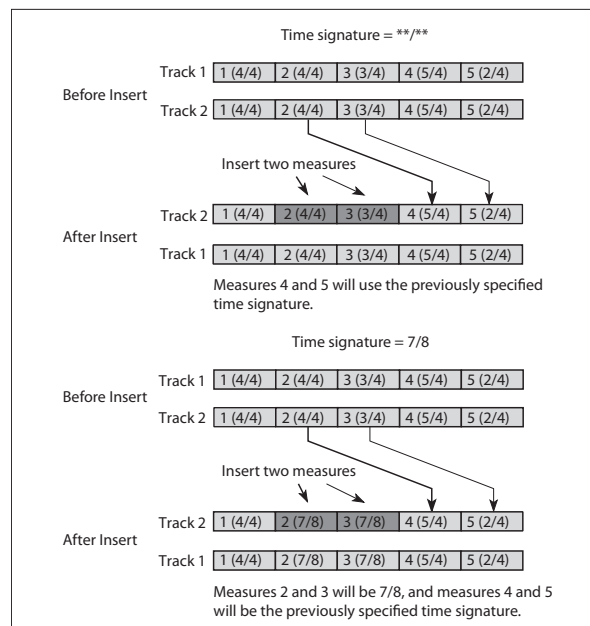 Time signature = **/**
Track 1 1 (4/4) 2 (4/4) 3 (3/4) 4 (5/4) 5 (2/4)
Before Insert
Track 2 1 (4/4) 2 (4/4) 3 (3/4) 4 (5/4) 5 (2/4)
Insert two measures
Track 2 1 (4/4) 2 (4/4) 3 (3/4) 4 (5/4) 5 (2/4)
After Insert
Track 1 1 (4/4) 2 (4/4) 3 (3/4) 4 (5/4) 5 (2/4)
Measures 4 and 5 will use the previously specified
time signature.
Time signature = 7/8
Track 1 1 (4/4) 2 (4/4) 3 (3/4) 4 (5/4) 5 (2/4)
Before Insert
Track 2 1 (4/4) 2 (4/4) 3 (3/4) 4 (5/4) 5 (2/4)
Insert two measures
Track 2 1 (4/4) 2 (7/8) 3 (7/8) 4 (5/4) 5 (2/4)
After Insert
Track 1 1 (4/4) 2 (7/8) 3 (7/8) 4 (5/4) 5 (2/4)
Measures 2 and 3 will be 7/8, and measures 4 and 5
will be the previously specified time signature.